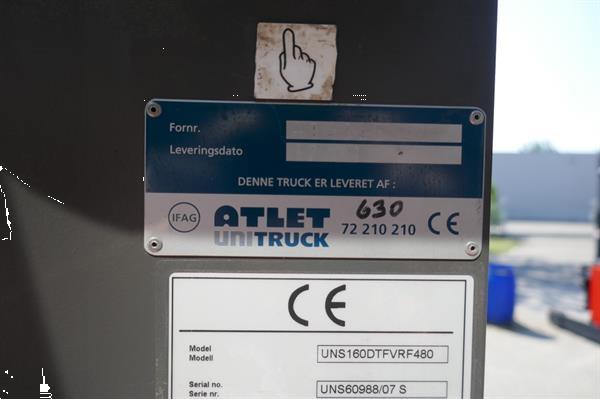 Fornr.
Leveringsdato
DENNE TRUCK ER LEVERET AF :
IFAG
ATLET
UNITRUCK
630
72 210 210
CE
CE
Model
Modell
UNS160DTFVRF480
Serial no.
Serie nr.
UNS60988/07 S